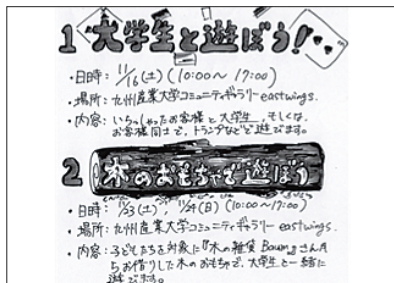 1 大学生と遊ぼう!
・日時: 11/16(土)(10:00〜17:00)
・場所: 九州産業大学コミュニティギャラリー eastwings.
・内容: いらっしゃったお客様と大学生、もしくは、
お客様同士で、トランプなどで遊びます。
2 木のおもちゃで遊ぼう
・日時: 11/23(土)、11/24(日)(10:00〜17:00)
・場所: 九州産業大学コミュニティギャラリー eastwings.
・内容: 子どもたちを対象に『木の雑貨 Baum』さんか
らお借りした木のおもちゃで、大学生と一緒に
遊びます。